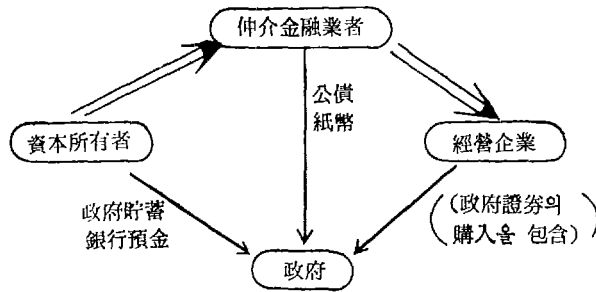 仲介金融業者
公債
紙幣
資本所有者
經營企業
政府貯蓄
銀行預金
(政府證券의
購入을 包含)
政府